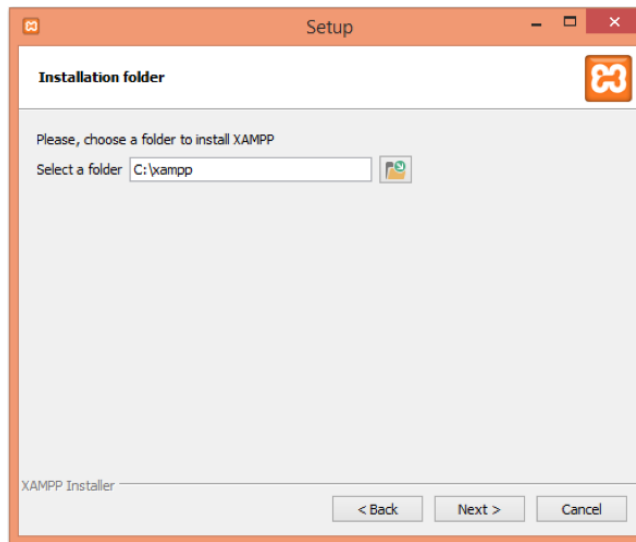 Setup
Installation folder
Please, choose a folder to install XAMPP
Select a folder C:\xampp
XAMPP Installer
< Back Next > Cancel